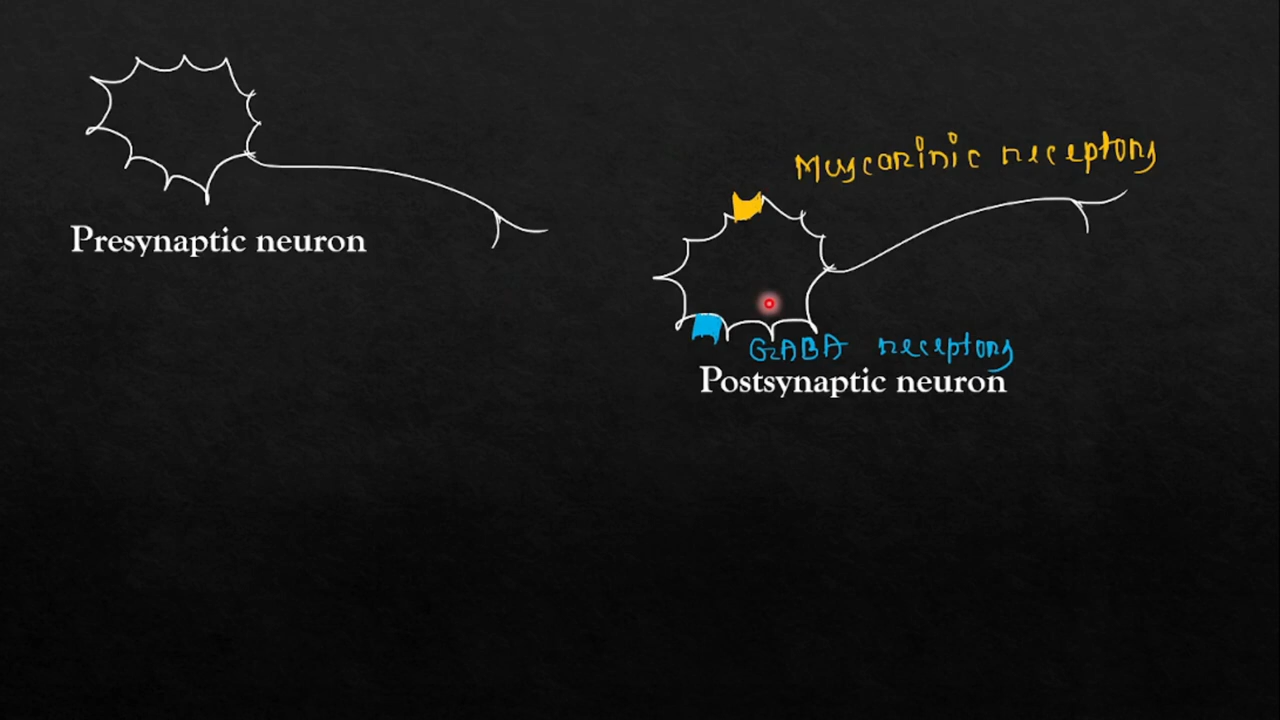 Muscarinic receptors
Presynaptic neuron
GABA receptors
Postsynaptic neuron